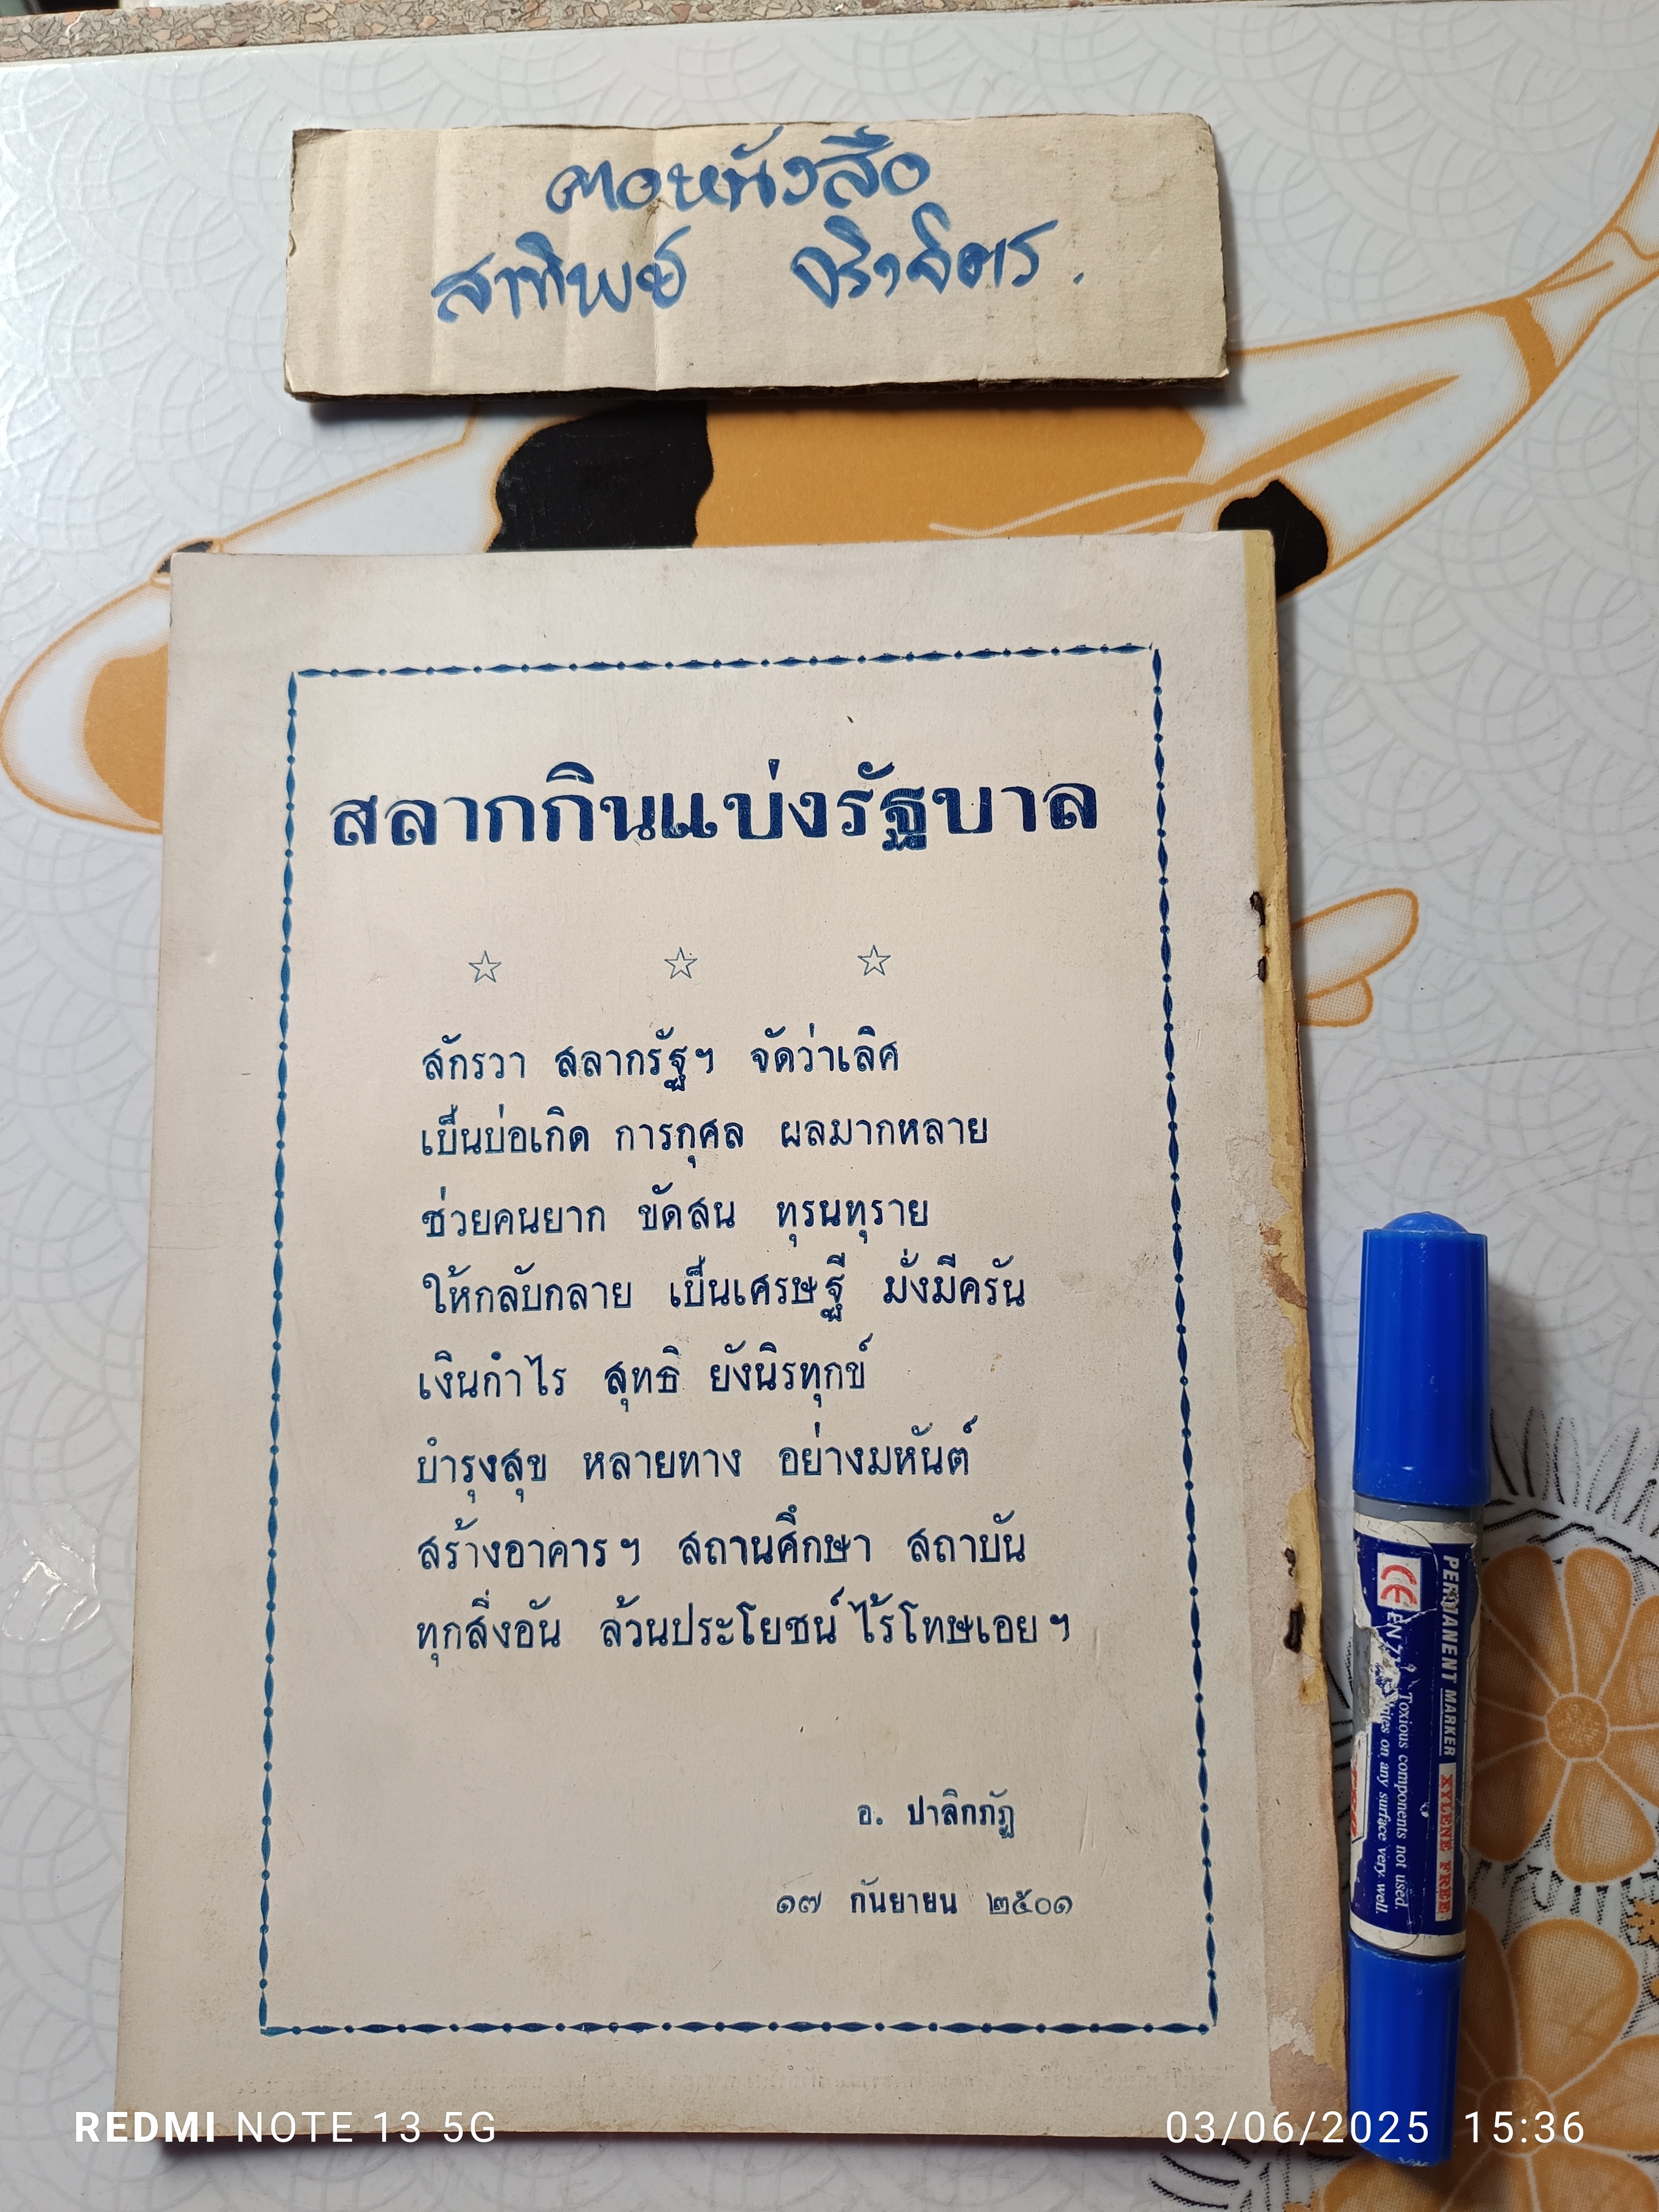 ตอหนังสือ
สาทิพย์ จริงจิตร.
สลากกินแบ่งรัฐบาล
☆ ☆ ☆
สักรวา สลากรัฐฯ จัดว่าเลิศ
เป็นบ่อเกิด การกุศล ผลมากหลาย
ช่วยคนยาก ขัดสน ทุรนทุราย
ให้กลับกลาย เป็นเศรษฐี มั่งมีครัน
เงินกำไร สุทธิ ยังนิรทุกข์
บำรุงสุข หลายทาง อย่างมหันต์
สร้างอาคารฯ สถานศึกษา สถาบัน
ทุกสิ่งอัน ล้วนประโยชน์ ไร้โทษเอยฯ
อ. ปาลิกภัฏ
๑๗ กันยายน ๒๕๐๑
PERMANENT MARKER XYLENE FREE
Toxious components not used.
on any surface very well.
CE
REDMI NOTE 13 5G
03/06/2025 15:36